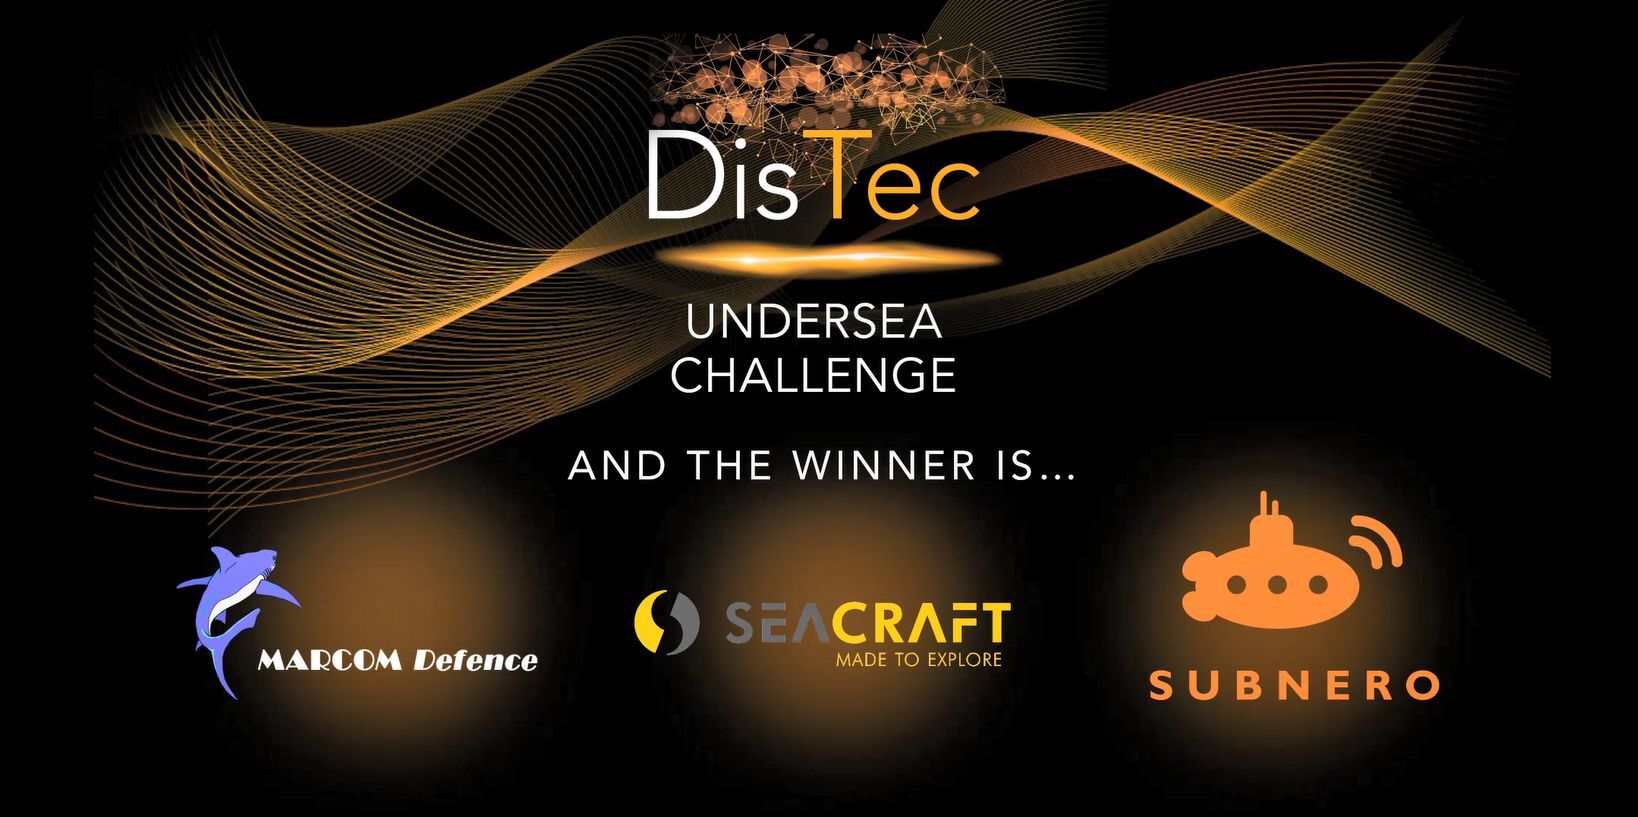 DisTec
UNDERSEA
CHALLENGE
AND THE WINNER IS...
MARCOM Defence
SEACRAFT
MADE TO EXPLORE
SUBNERO